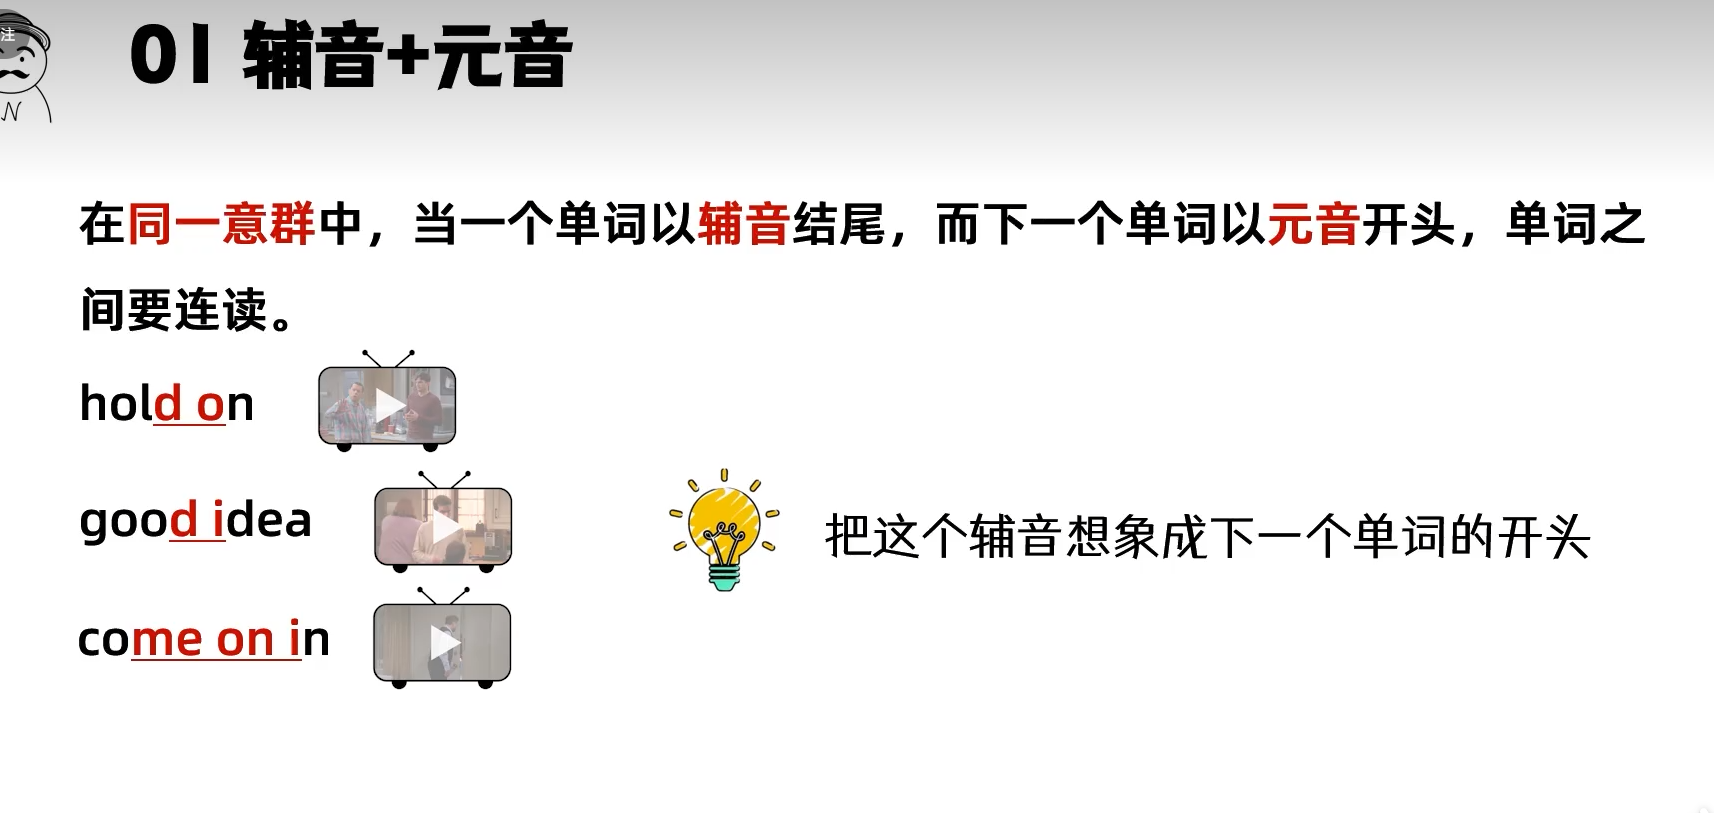 注
N
01 辅音+元音
在同一意群中，当一个单词以辅音结尾，而下一个单词以元音开头，单词之
间要连读。
hold on
good idea
把这个辅音想象成下一个单词的开头
come on in